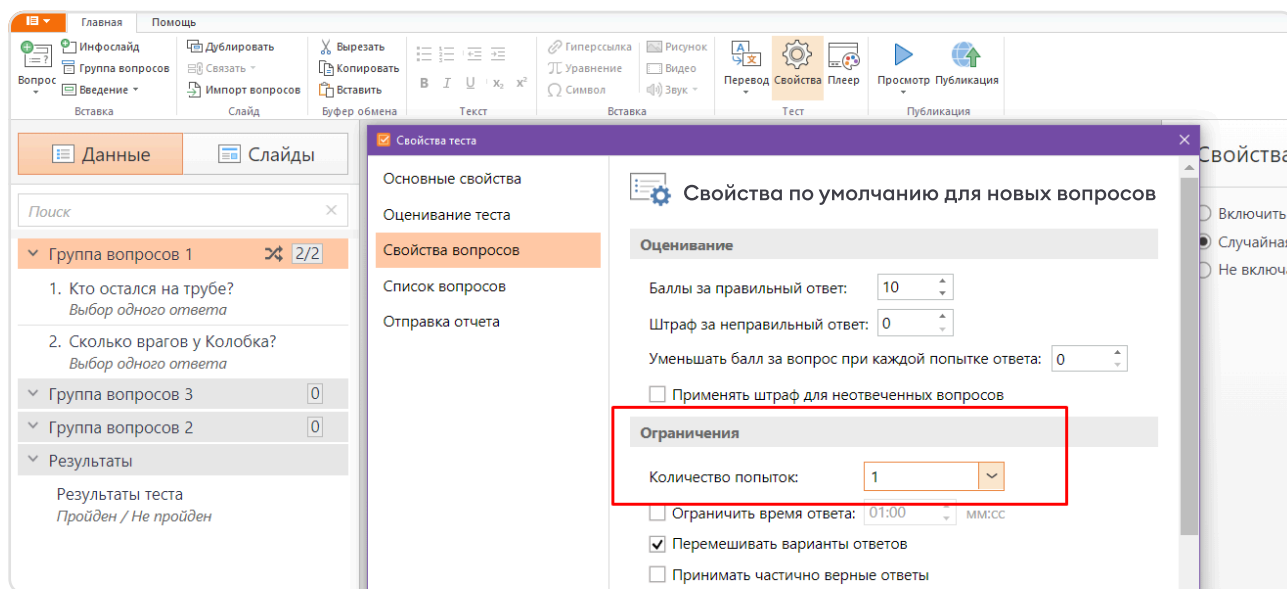 Главная Помощь
Вопрос
Инфослайд
Группа вопросов
Введение
Вставка
Дублировать
Связать
Импорт вопросов
Слайд
Вырезать
Копировать
Вставить
Буфер обмена
B I U x₂ x²
Текст
Гиперссылка
Уравнение
Символ
Рисунок
Видео
Звук
Вставка
Перевод Свойства Плеер
Тест
Просмотр Публикация
Публикация
Данные Слайды
Поиск
Группа вопросов 1 2/2
1. Кто остался на трубе?
Выбор одного ответа
2. Сколько врагов у Колобка?
Выбор одного ответа
Группа вопросов 3 0
Группа вопросов 2 0
Результаты
Результаты теста
Пройден / Не пройден
Свойства теста
Основные свойства
Оценивание теста
Свойства вопросов
Список вопросов
Отправка отчета
Свойства по умолчанию для новых вопросов
Оценивание
Баллы за правильный ответ: 10
Штраф за неправильный ответ: 0
Уменьшать балл за вопрос при каждой попытке ответа: 0
Применять штраф для неотвеченных вопросов
Ограничения
Количество попыток: 1
Ограничить время ответа: 01:00 мм:сс
Перемешивать варианты ответов
Принимать частично верные ответы
Свойства
Включить
Случайная
Не включа